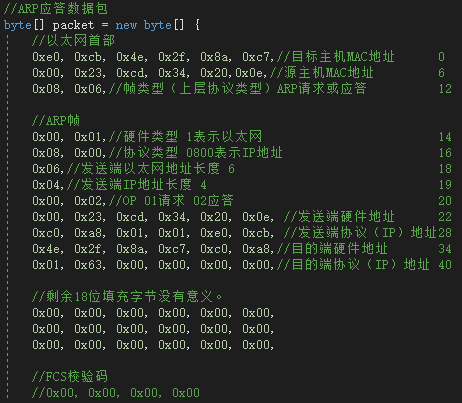 //ARP应答数据包
byte[] packet = new byte[] {
//以太网首部
0xe0, 0xcb, 0x4e, 0x2f, 0x8a, 0xc7,//目标主机MAC地址 0
0x00, 0x23, 0xcd, 0x34, 0x20,0x0e,//源主机MAC地址 6
0x08, 0x06,//帧类型（上层协议类型）ARP请求或应答 12
//ARP帧
0x00, 0x01,//硬件类型 1表示以太网 14
0x08, 0x00,//协议类型 0800表示IP地址 16
0x06,//发送端以太网地址长度 6 18
0x04,//发送端IP地址长度 4 19
0x00, 0x02,//OP 01请求 02应答 20
0x00, 0x23, 0xcd, 0x34, 0x20, 0x0e, //发送端硬件地址 22
0xc0, 0xa8, 0x01, 0x01, 0xe0, 0xcb, //发送端协议（IP）地址28
0x4e, 0x2f, 0x8a, 0xc7, 0xc0, 0xa8,//目的端硬件地址 34
0x01, 0x63, 0x00, 0x00, 0x00, 0x00,//目的端协议（IP）地址 40
//剩余18位填充字节没有意义。
0x00, 0x00, 0x00, 0x00, 0x00, 0x00,
0x00, 0x00, 0x00, 0x00, 0x00, 0x00,
0x00, 0x00, 0x00, 0x00, 0x00, 0x00,
//FCS校验码
//0x00, 0x00, 0x00, 0x00